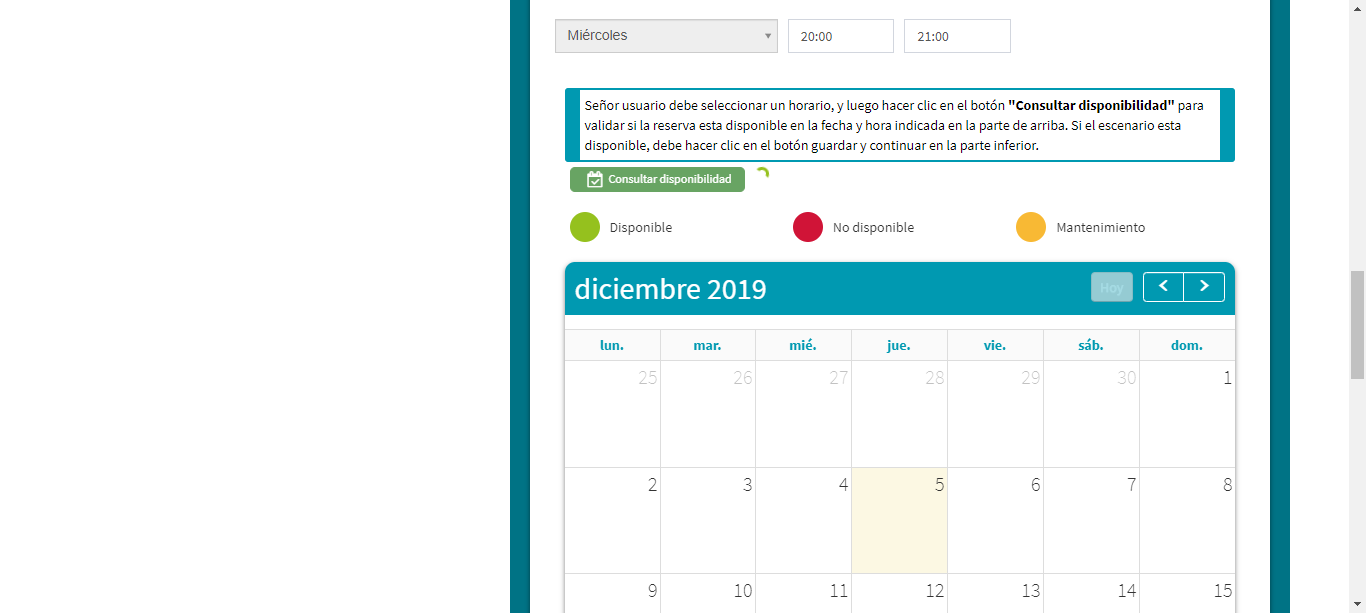 Miércoles 20:00 21:00
Señor usuario debe seleccionar un horario, y luego hacer clic en el botón "Consultar disponibilidad" para
validar si la reserva esta disponible en la fecha y hora indicada en la parte de arriba. Si el escenario esta
disponible, debe hacer clic en el botón guardar y continuar en la parte inferior.
Consultar disponibilidad
Disponible No disponible Mantenimiento
diciembre 2019 Hoy
lun. mar. mié. jue. vie. sáb. dom.
25 26 27 28 29 30 1
2 3 4 5 6 7 8
9 10 11 12 13 14 15